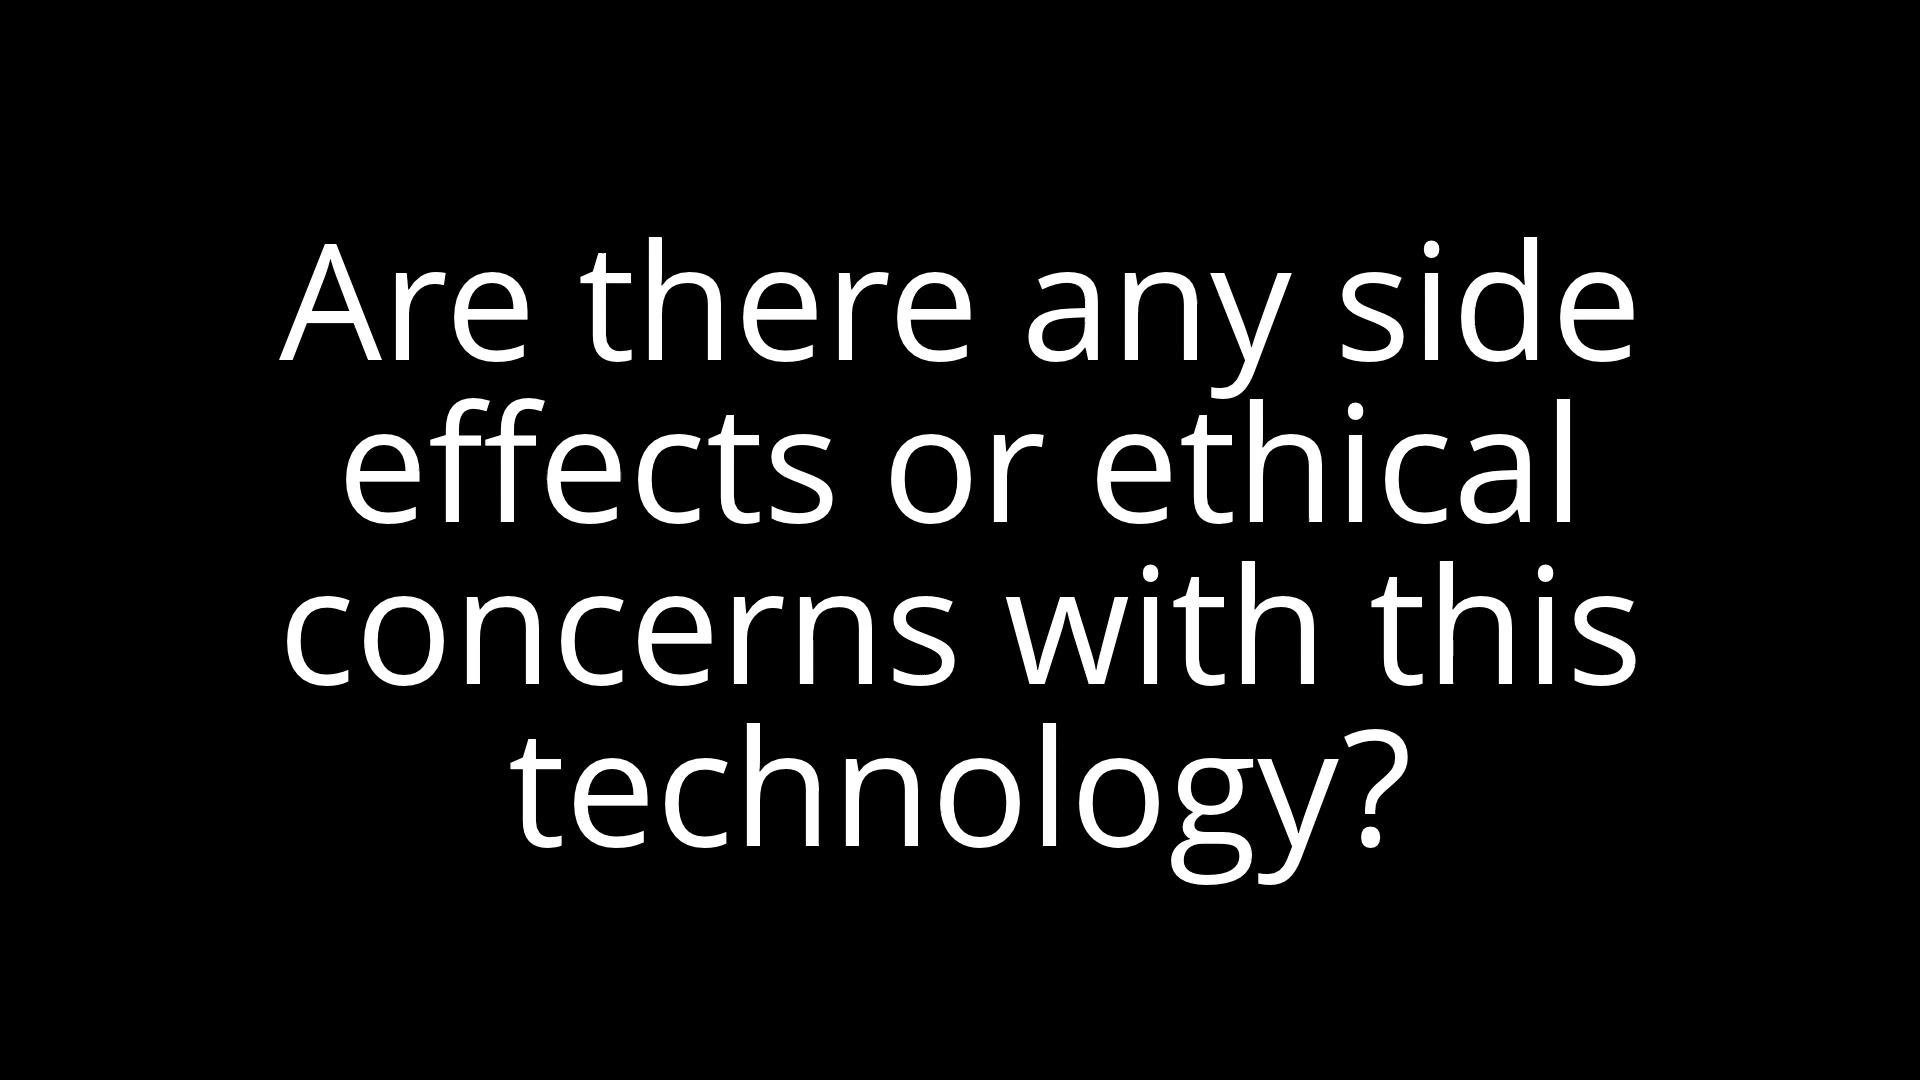 Are there any side
effects or ethical
concerns with this
technology?